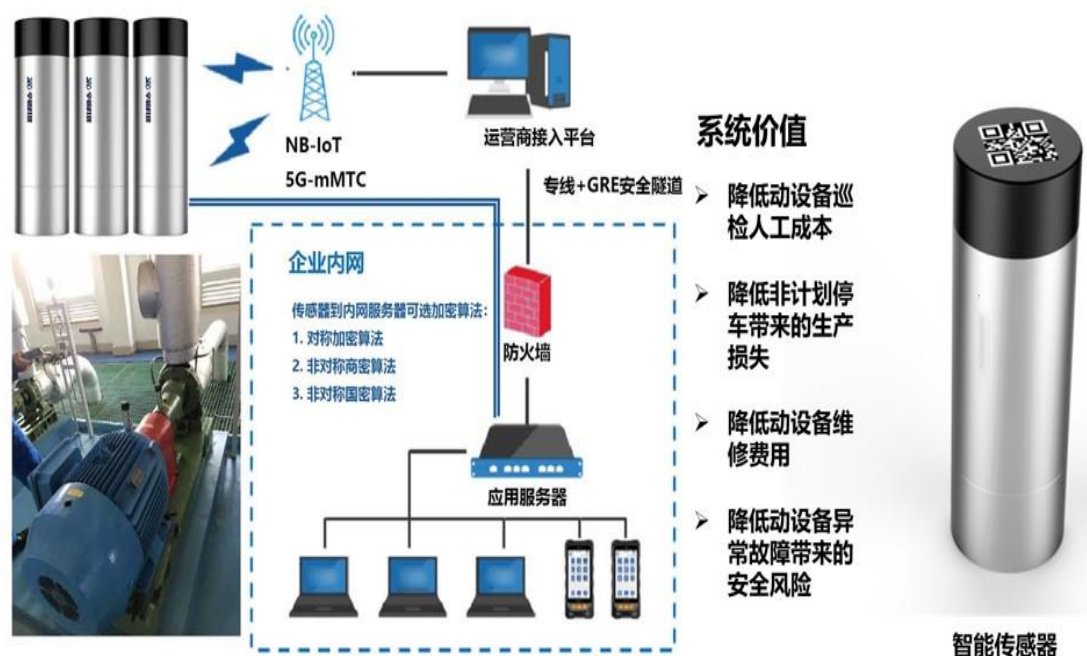 NB-IoT
5G-mMTC
运营商接入平台
专线+GRE安全隧道
企业内网
传感器到内网服务器可选加密算法：
1. 对称加密算法
2. 非对称商密算法
3. 非对称国密算法
防火墙
应用服务器
系统价值
➢ 降低动设备巡
检人工成本
➢ 降低非计划停
车带来的生产
损失
➢ 降低动设备维
修费用
➢ 降低动设备异
常故障带来的
安全风险
智能传感器